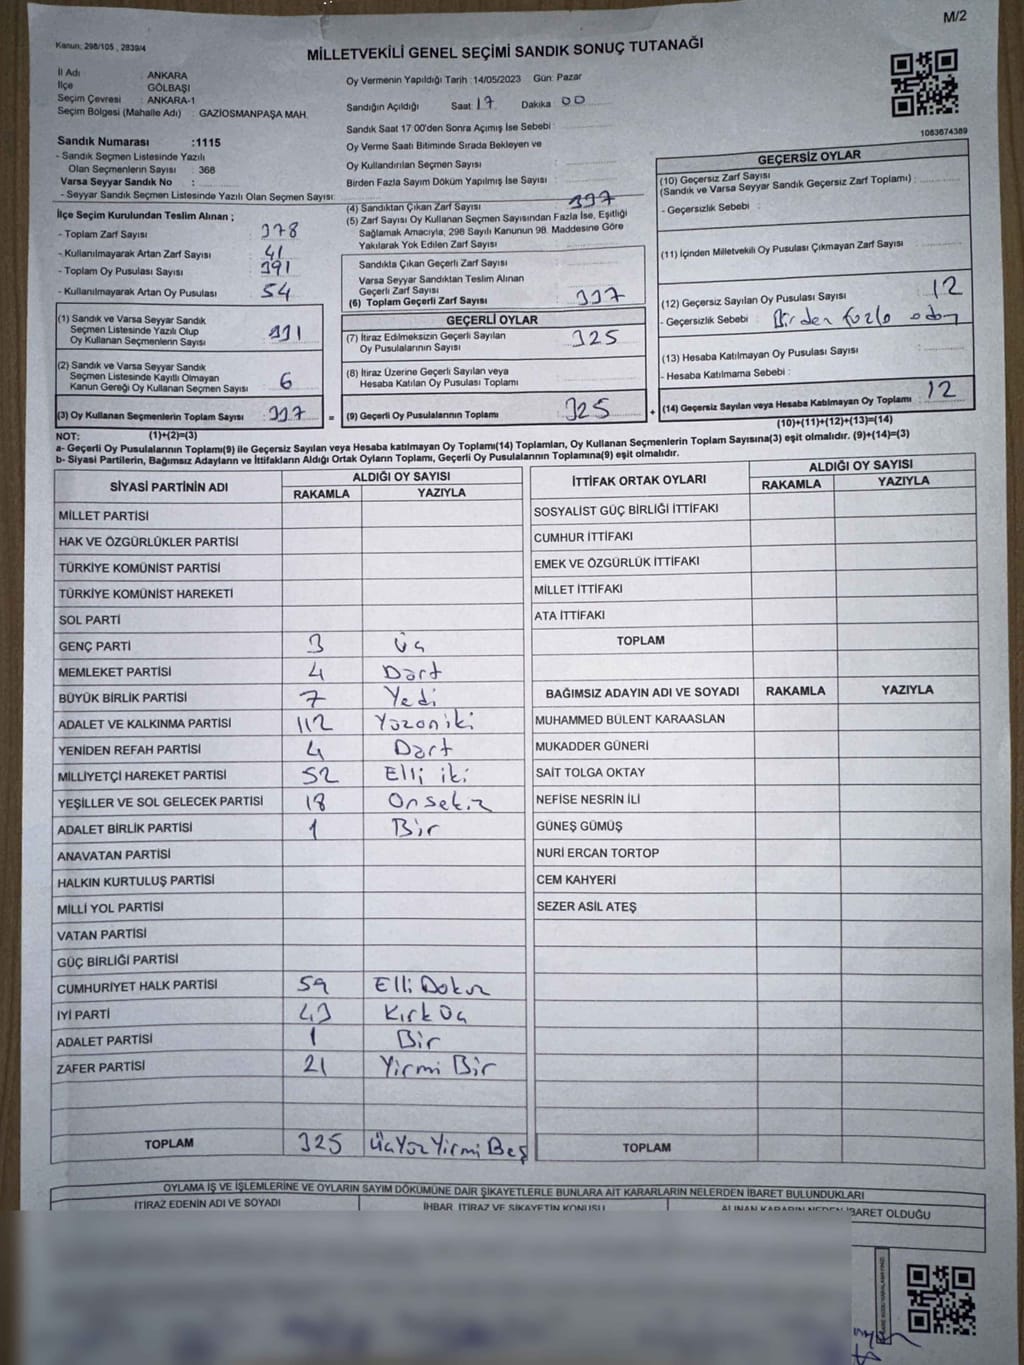 M/2
Kanun: 298/105 , 2839/4
MİLLETVEKİLİ GENEL SEÇİMİ SANDIK SONUÇ TUTANAĞI
İl Adı : ANKARA
İlçe GÖLBAŞI
Seçim Çevresi : ANKARA-1
Seçim Bölgesi (Mahalle Adı) : GAZİOSMANPAŞA MAH.
Sandık Numarası :1115
- Sandık Seçmen Listesinde Yazılı
Olan Seçmenlerin Sayısı : 368
Varsa Seyyar Sandık No :
- Seyyar Sandık Seçmen Listesinde Yazılı Olan Seçmen Sayısı :
Oy Vermenin Yapıldığı Tarih : 14/05/2023 Gün: Pazar
Sandığın Açıldığı Saat 17 Dakika 00
Sandık Saat 17:00'den Sonra Açımış İse Sebebi :
Oy Verme Saati Bitiminde Sırada Bekleyen ve
Oy Kullandırılan Seçmen Sayısı
Birden Fazla Sayım Döküm Yapılmış İse Sayısı :
1083674389
İlçe Seçim Kurulundan Teslim Alınan ;
- Toplam Zarf Sayısı : 378
- Kullanılmayarak Artan Zarf Sayısı : 41
- Toplam Oy Pusulası Sayısı : 391
- Kullanılmayarak Artan Oy Pusulası 54
(1) Sandık ve Varsa Seyyar Sandık
Seçmen Listesinde Yazılı Olup
Oy Kullanan Seçmenlerin Sayısı : 331
(2) Sandık ve Varsa Seyyar Sandık
Seçmen Listesinde Kayıtlı Olmayan
Kanun Gereği Oy Kullanan Seçmen Sayısı : 6
(3) Oy Kullanan Seçmenlerin Toplam Sayısı : 337 =
(1)+(2)=(3)
(4) Sandıktan Çıkan Zarf Sayısı 337
(5) Zarf Sayısı Oy Kullanan Seçmen Sayısından Fazla İse, Eşitliği
Sağlamak Amacıyla, 298 Sayılı Kanunun 98. Maddesine Göre
Yakılarak Yok Edilen Zarf Sayısı
Sandıkta Çıkan Geçerli Zarf Sayısı
Varsa Seyyar Sandıktan Teslim Alınan
Geçerli Zarf Sayısı
(6) Toplam Geçerli Zarf Sayısı : 337
GEÇERLİ OYLAR
(7) İtiraz Edilmeksizin Geçerli Sayılan
Oy Pusulalarının Sayısı : 325
(8) İtiraz Üzerine Geçerli Sayılan veya
Hesaba Katılan Oy Pusulası Toplamı
(9) Geçerli Oy Pusulalarının Toplamı : 325 +
GEÇERSİZ OYLAR
(10) Geçersiz Zarf Sayısı
(Sandık ve Varsa Seyyar Sandık Geçersiz Zarf Toplamı) :
- Geçersizlik Sebebi :
(11) İçinden Milletvekili Oy Pusulası Çıkmayan Zarf Sayısı
(12) Geçersiz Sayılan Oy Pusulası Sayısı : 12
- Geçersizlik Sebebi : Birden Fazla
(13) Hesaba Katılmayan Oy Pusulası Sayısı
- Hesaba Katılmama Sebebi :
(14) Geçersiz Sayılan veya Hesaba Katılmayan Oy Toplamı : 12
(10)+(11)+(12)+(13)=(14)
NOT:
a- Geçerli Oy Pusulaları Toplamı(9) ile Geçersiz Sayılan veya Hesaba katılmayan Oy Toplamı(14) Toplamları, Oy Kullanan Seçmenlerin Toplam Sayısına(3) eşit olmalıdır. (9)+(14)=(3)
b- Siyasi Partilerin, Bağımsız Adayların ve İttifakların Aldığı Ortak Oyların Toplamı, Geçerli Oy Pusulalarının Toplamına(9) eşit olmalıdır.
SİYASİ PARTİNİN ADI ALDIĞI OY SAYISI
RAKAMLA YAZIYLA
MİLLET PARTİSİ
HAK VE ÖZGÜRLÜKLER PARTİSİ
TÜRKİYE KOMÜNİST PARTİSİ
TÜRKİYE KOMÜNİST HAREKETİ
SOL PARTİ
GENÇ PARTİ 3 Üç
MEMLEKET PARTİSİ 4 Dört
BÜYÜK BİRLİK PARTİSİ 7 Yedi
ADALET VE KALKINMA PARTİSİ 112 Yüzoniki
YENİDEN REFAH PARTİSİ 4 Dört
MİLLİYETÇİ HAREKET PARTİSİ 52 Elli iki
YEŞİLLER VE SOL GELECEK PARTİSİ 18 Onsekiz
ADALET BİRLİK PARTİSİ 1 Bir
ANAVATAN PARTİSİ
HALKIN KURTULUŞ PARTİSİ
MİLLİ YOL PARTİSİ
VATAN PARTİSİ
GÜÇ BİRLİĞİ PARTİSİ
CUMHURİYET HALK PARTİSİ 59 Elli Dokuz
İYİ PARTİ 43 Kırk Üç
ADALET PARTİSİ 1 Bir
ZAFER PARTİSİ 21 Yirmi Bir
TOPLAM 325 Üç Yüz Yirmi Beş
İTTİFAK ORTAK OYLARI ALDIĞI OY SAYISI
RAKAMLA YAZIYLA
SOSYALİST GÜÇ BİRLİĞİ İTTİFAKI
CUMHUR İTTİFAKI
EMEK VE ÖZGÜRLÜK İTTİFAKI
MİLLET İTTİFAKI
ATA İTTİFAKI
TOPLAM
BAĞIMSIZ ADAYIN ADI VE SOYADI RAKAMLA YAZIYLA
MUHAMMED BÜLENT KARAASLAN
MUKADDER GÜNERİ
SAİT TOLGA OKTAY
NEFİSE NESRİN İLİ
GÜNEŞ GÜMÜŞ
NURİ ERCAN TORTOP
CEM KAHYERİ
SEZER ASİL ATEŞ
TOPLAM
OYLAMA İŞ VE İŞLEMLERİNE VE OYLARIN SAYIM DÖKÜMÜNE DAİR ŞİKAYETLERLE BUNLARA AİT KARARLARIN NELERDEN İBARET BULUNDUKLARI
İTİRAZ EDENİN ADI VE SOYADI İHBAR, İTİRAZ VE ŞİKAYETİN KONUSU ALINAN KARARIN NEDEN İBARET OLDUĞU